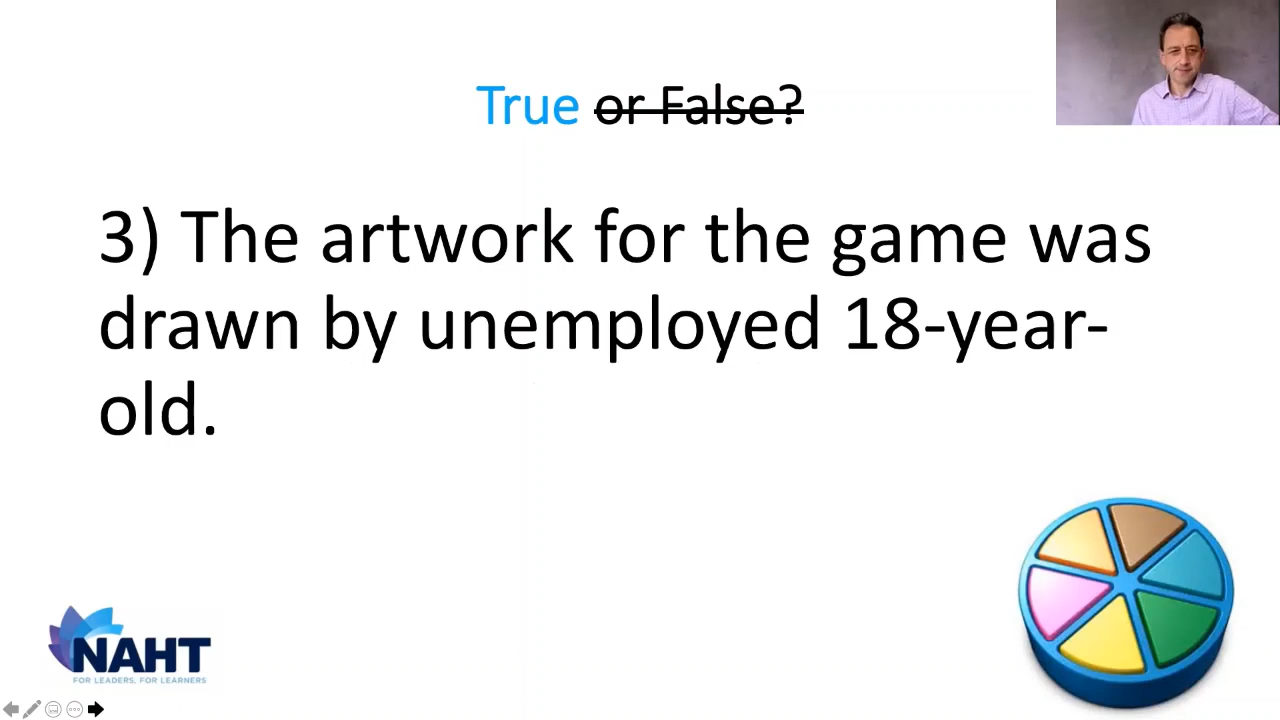 True or False?
3) The artwork for the game was
drawn by unemployed 18-year-
old.
NAHT
FOR LEADERS, FOR LEARNERS